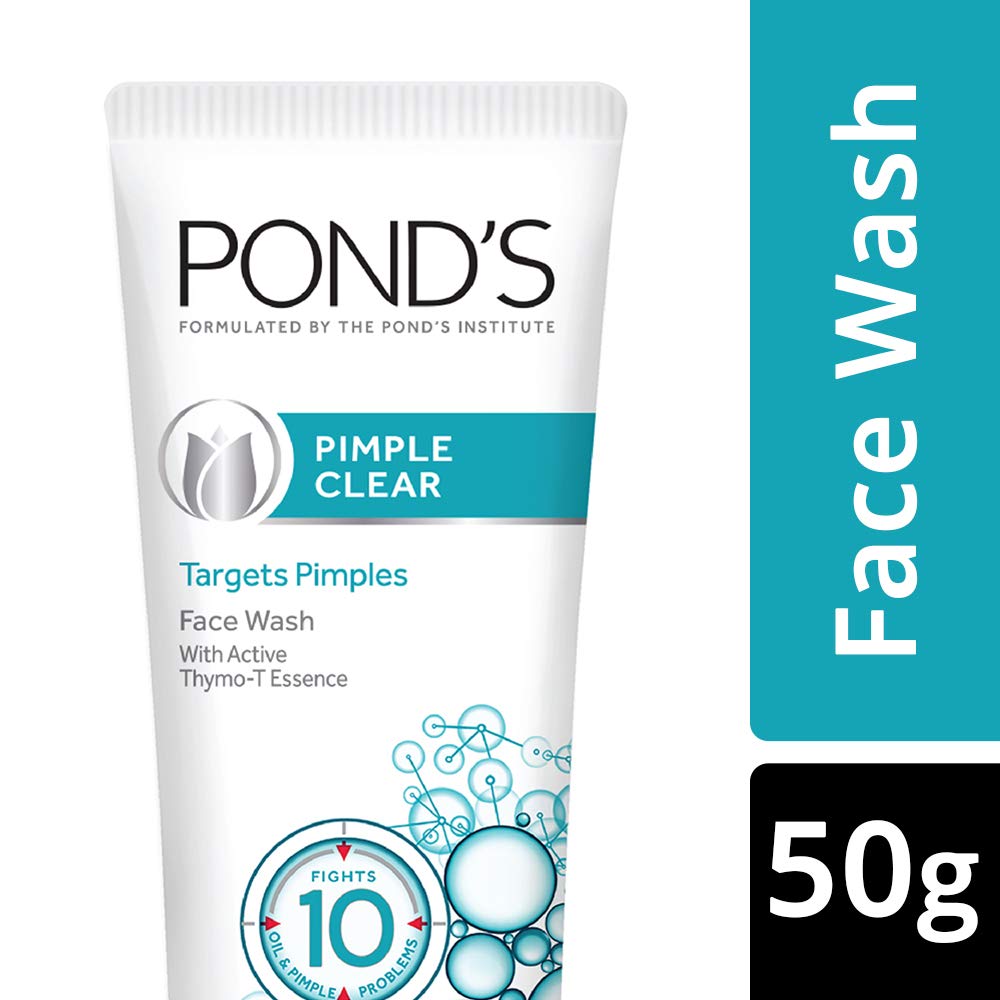 POND'S
FORMULATED BY THE POND'S INSTITUTE
PIMPLE
CLEAR
Targets Pimples
Face Wash
With Active
Thymo-T Essence
FIGHTS
10
OIL & PIMPLE PROBLEMS
Face Wash
50g